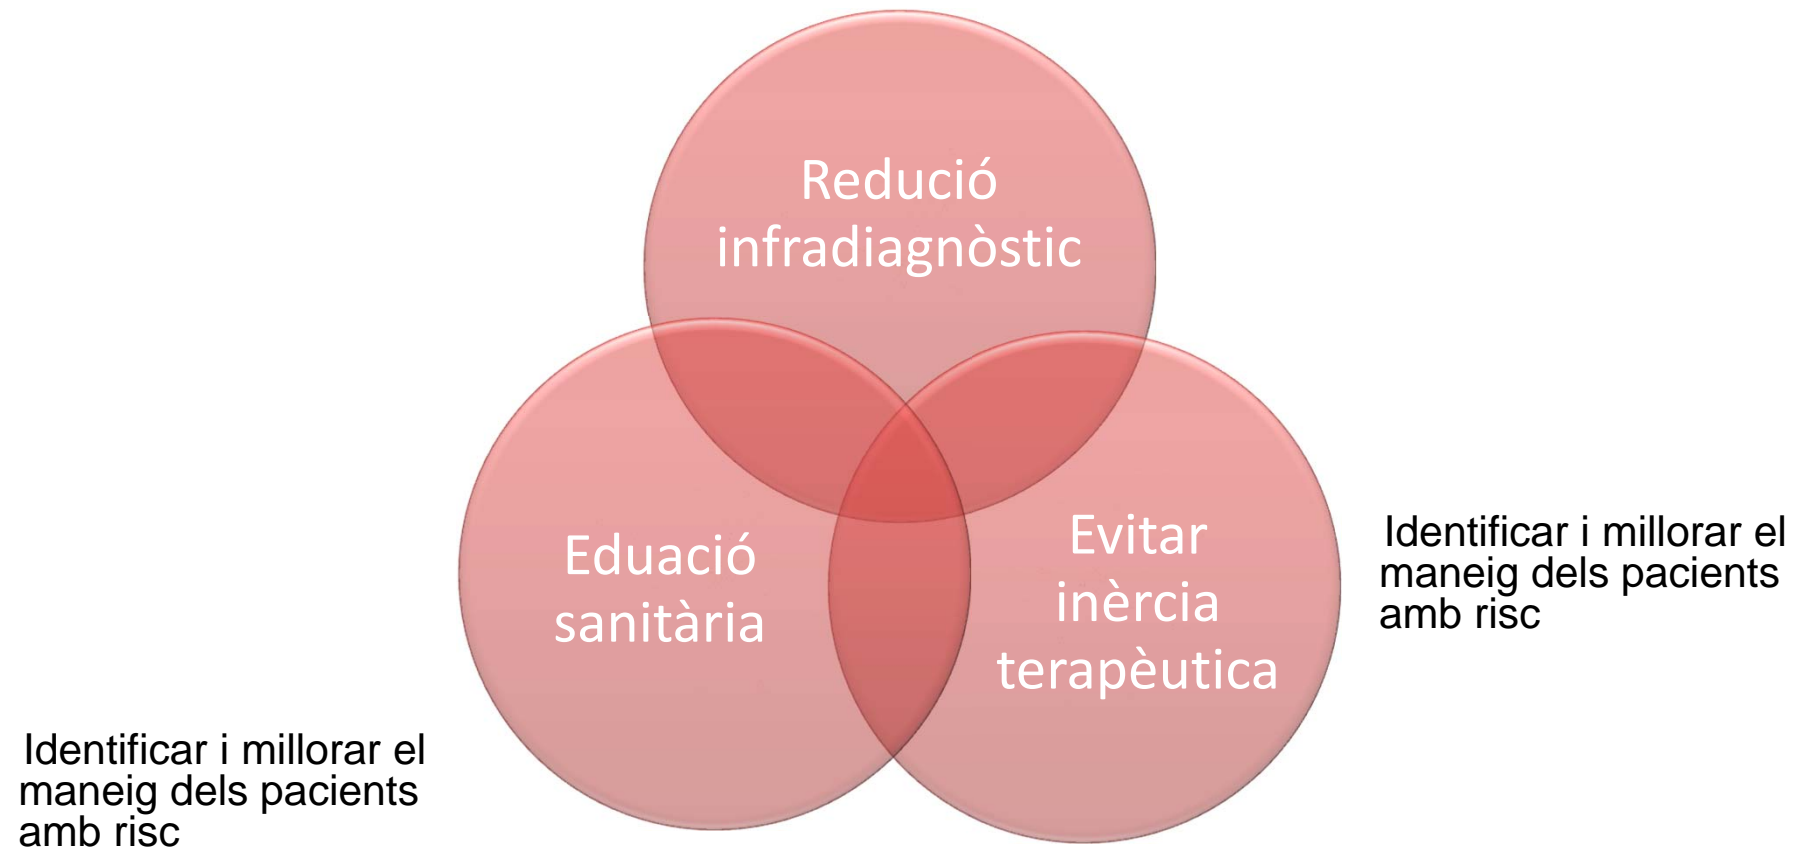 Redució
infradiagnòstic
Eduació
sanitària
Evitar
inèrcia
terapèutica
Identificar i millorar el
maneig dels pacients
amb risc
Identificar i millorar el
maneig dels pacients
amb risc